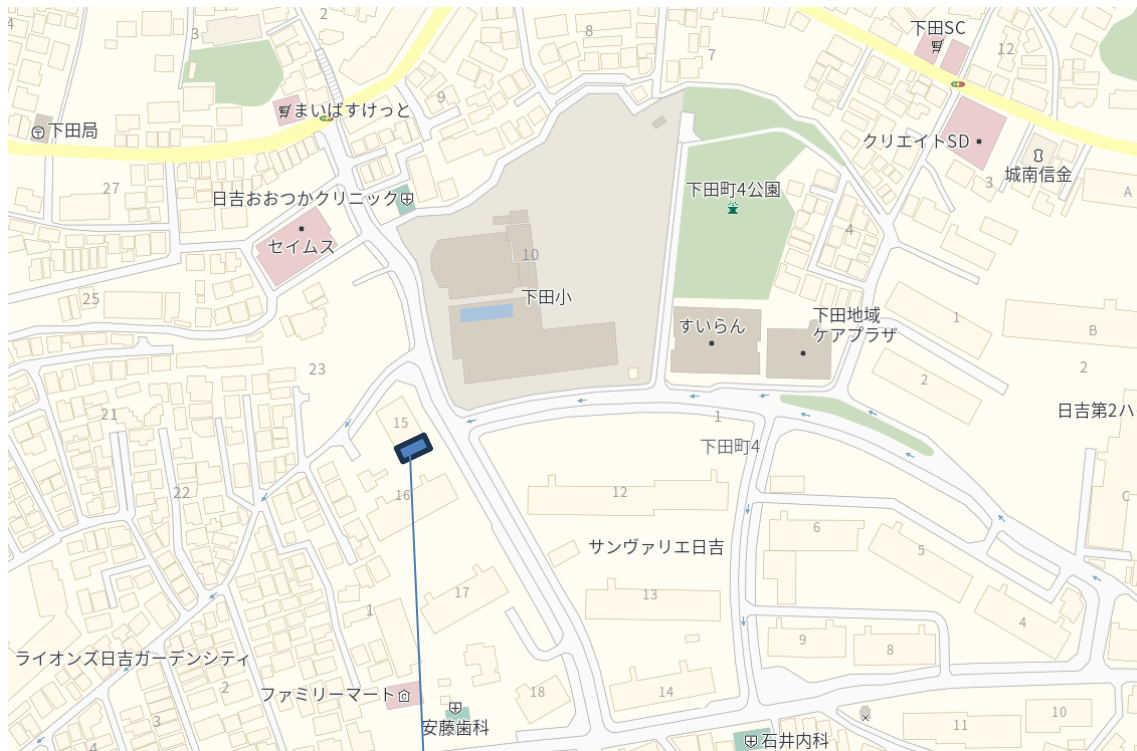 2
下田SC
3
8
12
7
4
9
まいばすけっと
下田局
クリエイトSD
城南信金
27
日吉おおつかクリニック
下田町4公園
3
A
セイムス
4
10
25
下田小
すいらん
下田地域
ケアプラザ
1
B
23
2
2
21
15
1
日吉第2ハ
下田町4
22
16
12
C
6
サンヴァリエ日吉
5
17
13
1
4
9
8
ライオンズ日吉ガーデンシティ
2
ファミリーマート
18
14
3
安藤歯科
11
10
4
石井内科